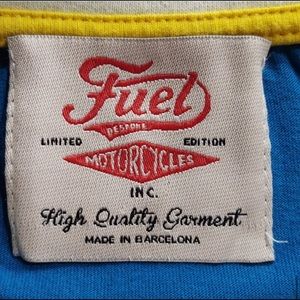 Fuel
BESPOKE
LIMITED EDITION
MOTORCYCLES
INC.
High Quality Garment
MADE IN BARCELONA